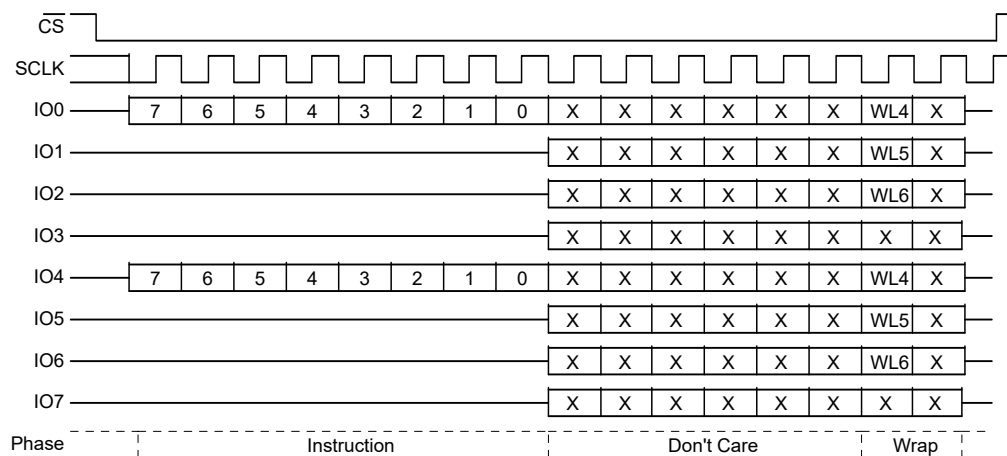 CS
SCLK
IO0 7 6 5 4 3 2 1 0 X X X X X X WL4 X
IO1 X X X X X X WL5 X
IO2 X X X X X X WL6 X
IO3 X X X X X X X X
IO4 7 6 5 4 3 2 1 0 X X X X X X WL4 X
IO5 X X X X X X WL5 X
IO6 X X X X X X WL6 X
IO7 X X X X X X X X
Phase Instruction Don't Care Wrap